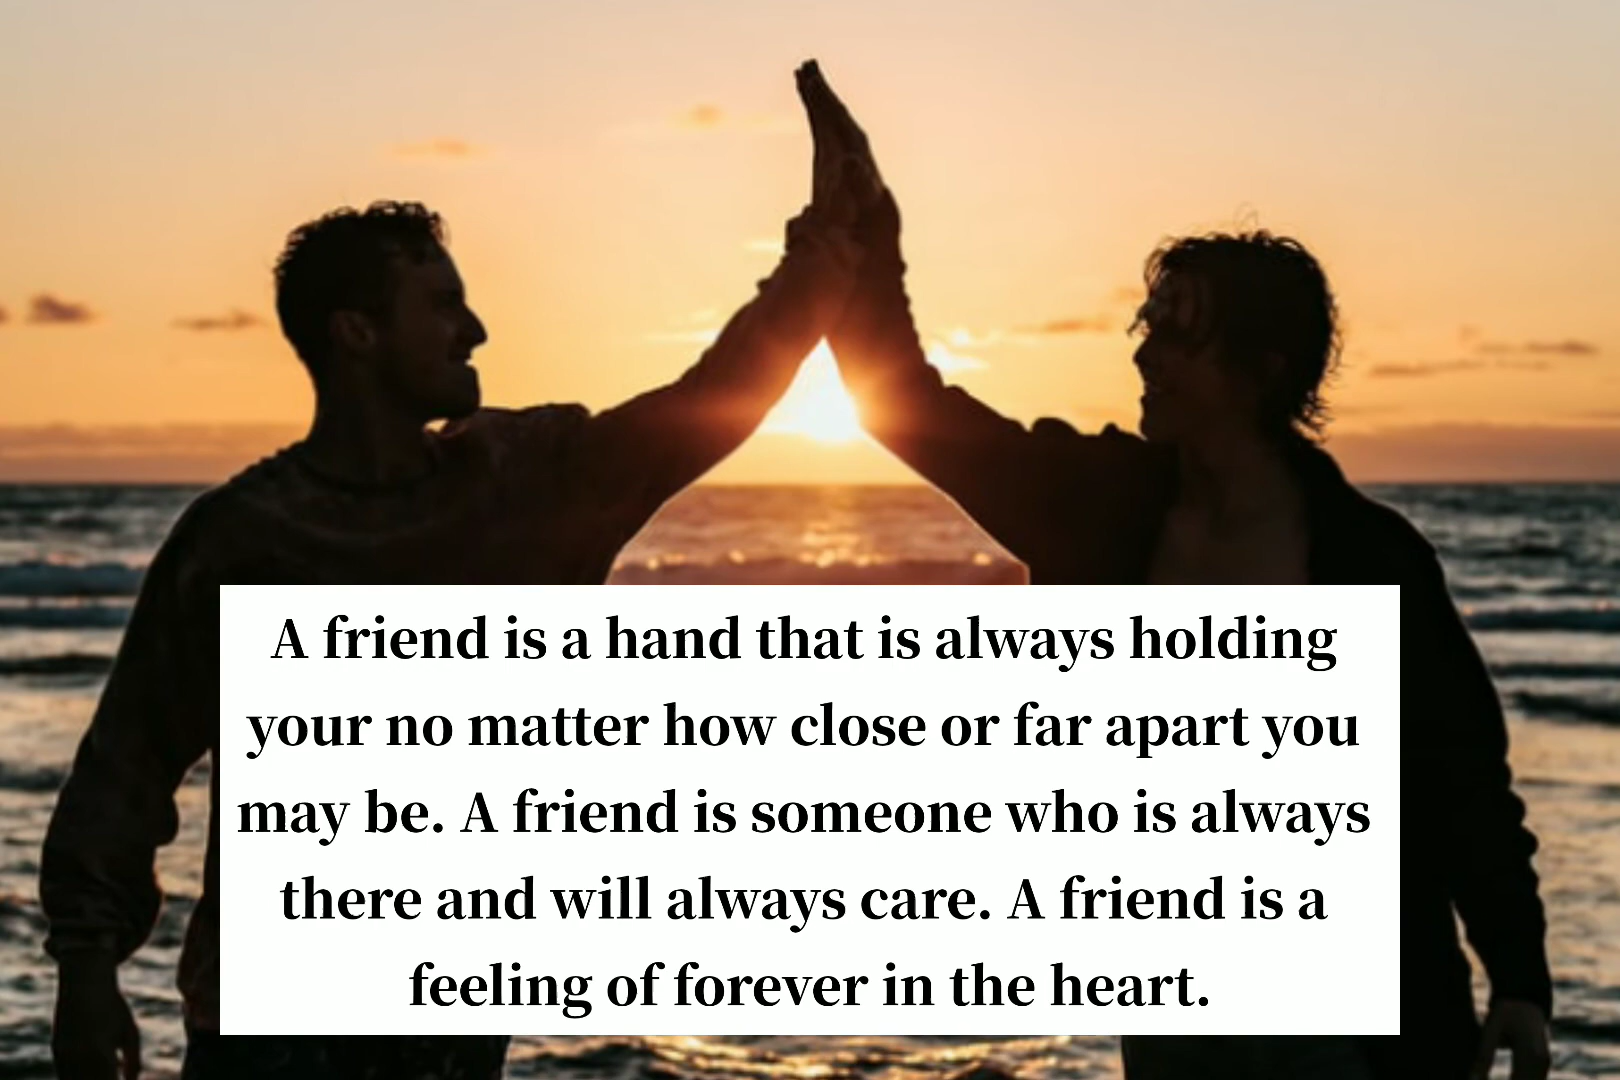 A friend is a hand that is always holding
your no matter how close or far apart you
may be. A friend is someone who is always
there and will always care. A friend is a
feeling of forever in the heart.